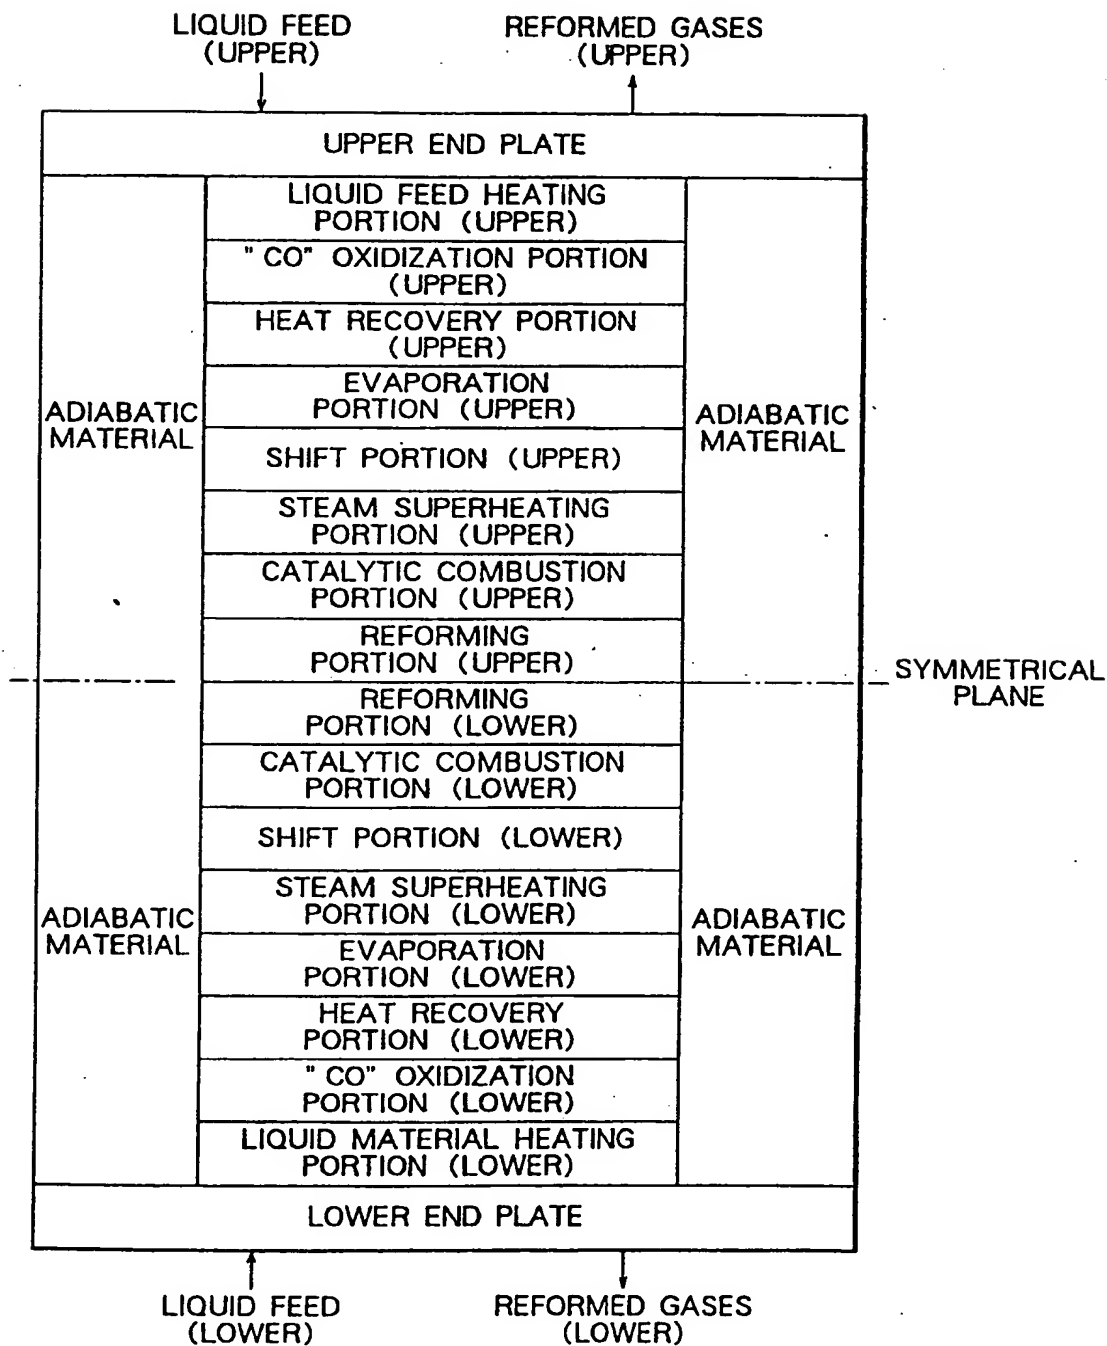 LIQUID FEED
(UPPER)
REFORMED GASES
(UPPER)
UPPER END PLATE
LIQUID FEED HEATING
PORTION (UPPER)
" CO" OXIDIZATION PORTION
(UPPER)
HEAT RECOVERY PORTION
(UPPER)
EVAPORATION
PORTION (UPPER)
ADIABATIC
MATERIAL
ADIABATIC
MATERIAL
SHIFT PORTION (UPPER)
STEAM SUPERHEATING
PORTION (UPPER)
CATALYTIC COMBUSTION
PORTION (UPPER)
REFORMING
PORTION (UPPER)
SYMMETRICAL
PLANE
REFORMING
PORTION (LOWER)
CATALYTIC COMBUSTION
PORTION (LOWER)
SHIFT PORTION (LOWER)
STEAM SUPERHEATING
PORTION (LOWER)
ADIABATIC
MATERIAL
ADIABATIC
MATERIAL
EVAPORATION
PORTION (LOWER)
HEAT RECOVERY
PORTION (LOWER)
" CO" OXIDIZATION
PORTION (LOWER)
LIQUID MATERIAL HEATING
PORTION (LOWER)
LOWER END PLATE
LIQUID FEED
(LOWER)
REFORMED GASES
(LOWER)